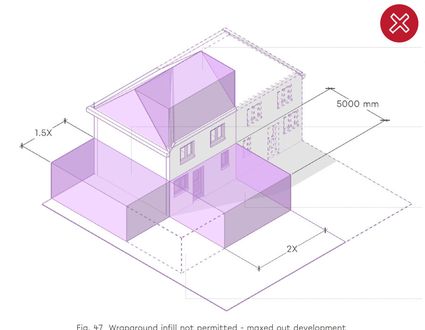 1.5X
5000 mm
2X
Fig. 47  Wraparound infill not permitted - maxed out development